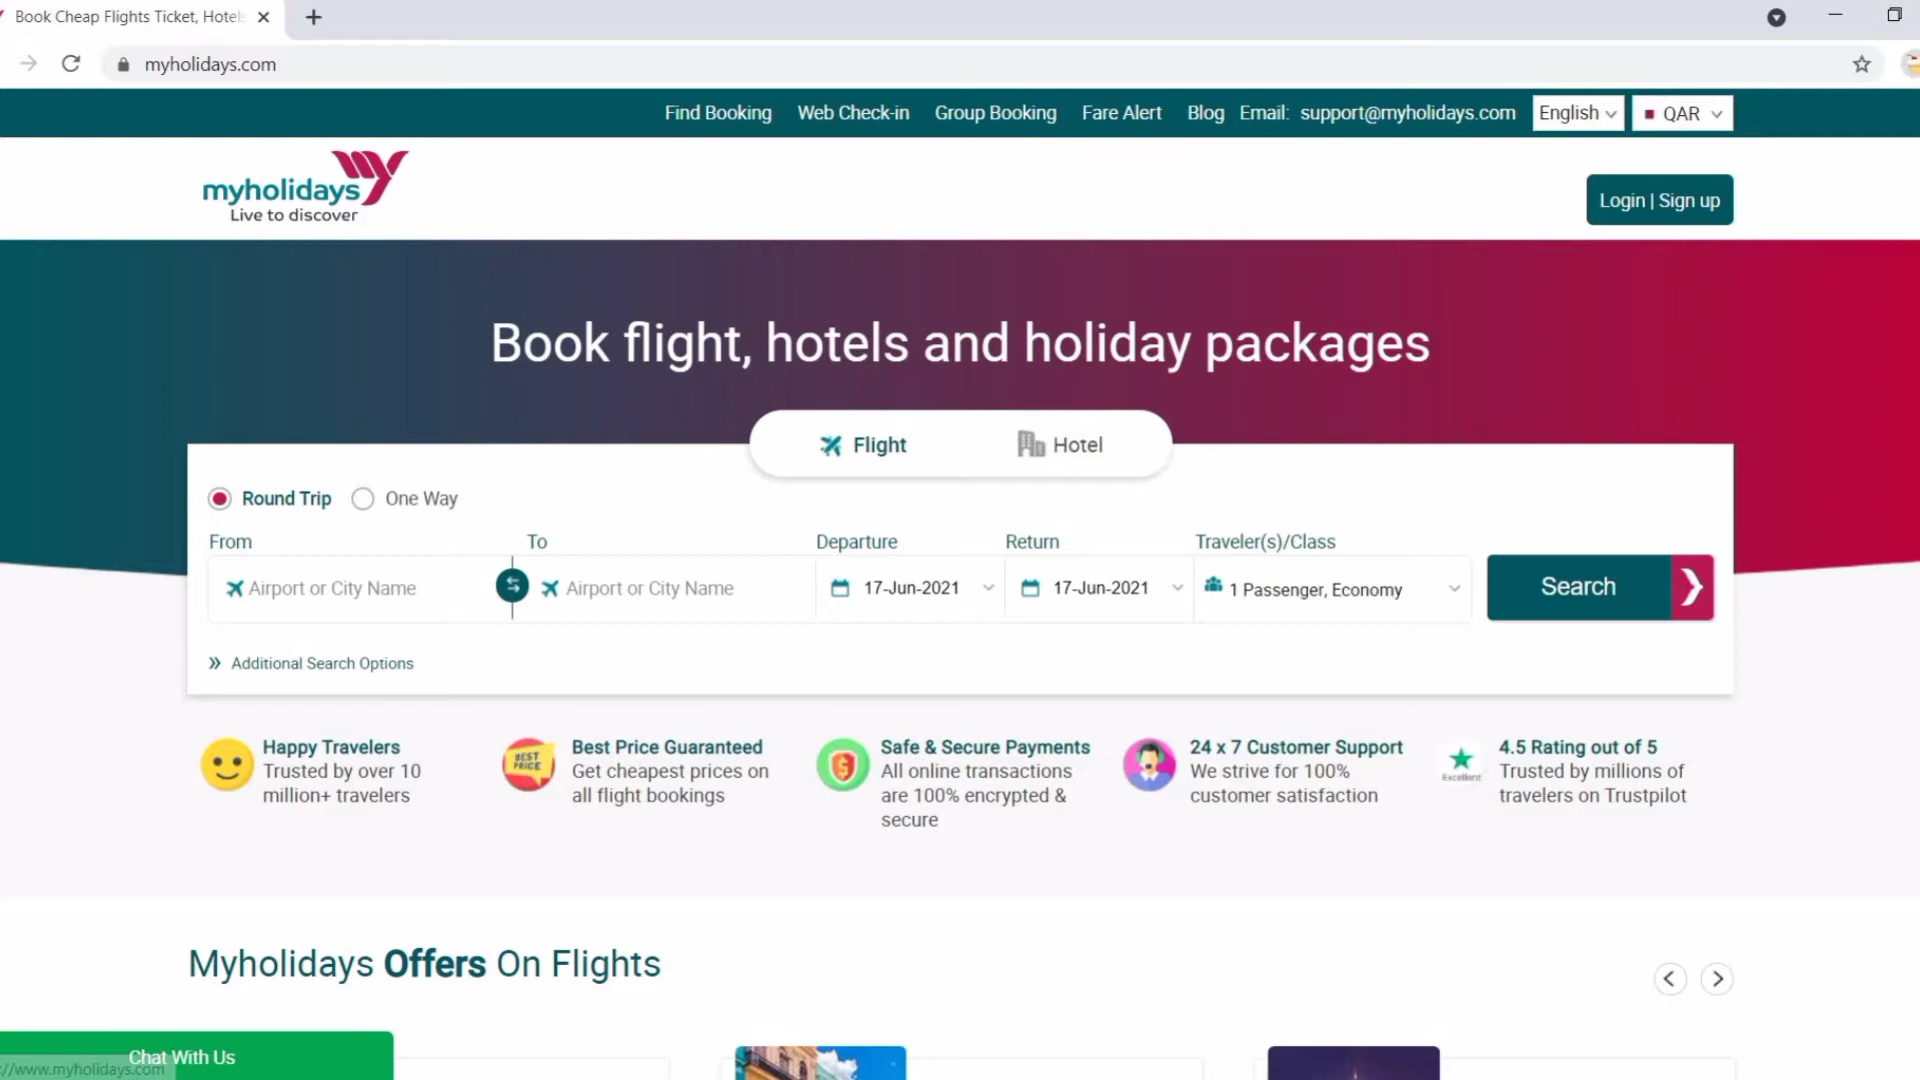 Book Cheap Flights Ticket, Hotels
myholidays.com
Find Booking Web Check-in Group Booking Fare Alert Blog Email: support@myholidays.com English QAR
myholidays
Live to discover
Login | Sign up
Book flight, hotels and holiday packages
Flight Hotel
Round Trip One Way
From To Departure Return Traveler(s)/Class
Airport or City Name Airport or City Name 17-Jun-2021 17-Jun-2021 1 Passenger, Economy Search
» Additional Search Options
Happy Travelers
Trusted by over 10
million+ travelers
BEST
PRICE
Best Price Guaranteed
Get cheapest prices on
all flight bookings
Safe & Secure Payments
All online transactions
are 100% encrypted &
secure
24 x 7 Customer Support
We strive for 100%
customer satisfaction
Excellent
4.5 Rating out of 5
Trusted by millions of
travelers on Trustpilot
Myholidays Offers On Flights
Chat With Us
://www.myholidays.com